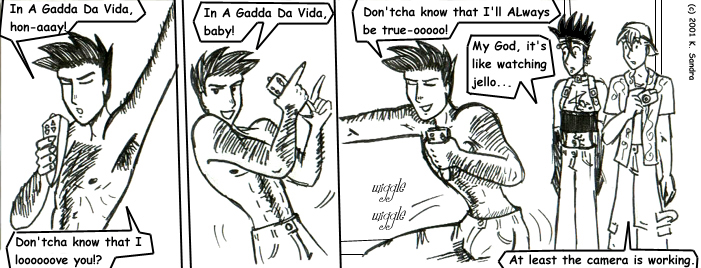 In A Gadda Da Vida,
hon-aaay!
Don'tcha know that I
loooooove you!?
In A Gadda Da Vida,
baby!
Don'tcha know that I'll ALways
be true-ooooo!
My God, it's
like watching
jello...
wiggle
wiggle
At least the camera is working.
(c) 2001 K. Sandra